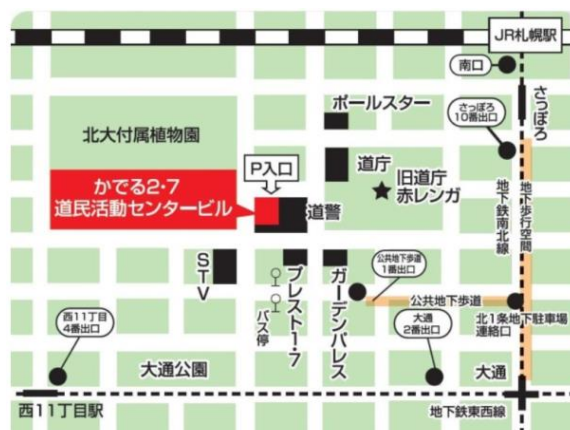 JR札幌駅
南口
さっぽろ
ポールスター
さっぽろ
10番出口
北大付属植物園
P入口
道庁
旧道庁
赤レンガ
かでる2・7
道民活動センタービル
道警
地下鉄南北線
地下歩行空間
STV
プレスト1・7
ガーデンパレス
公共地下歩道
1番出口
バス停
公共地下歩道
北1条地下駐車場
連絡口
西11丁目
4番出口
大通
2番出口
大通公園
大通
西11丁目駅
地下鉄東西線